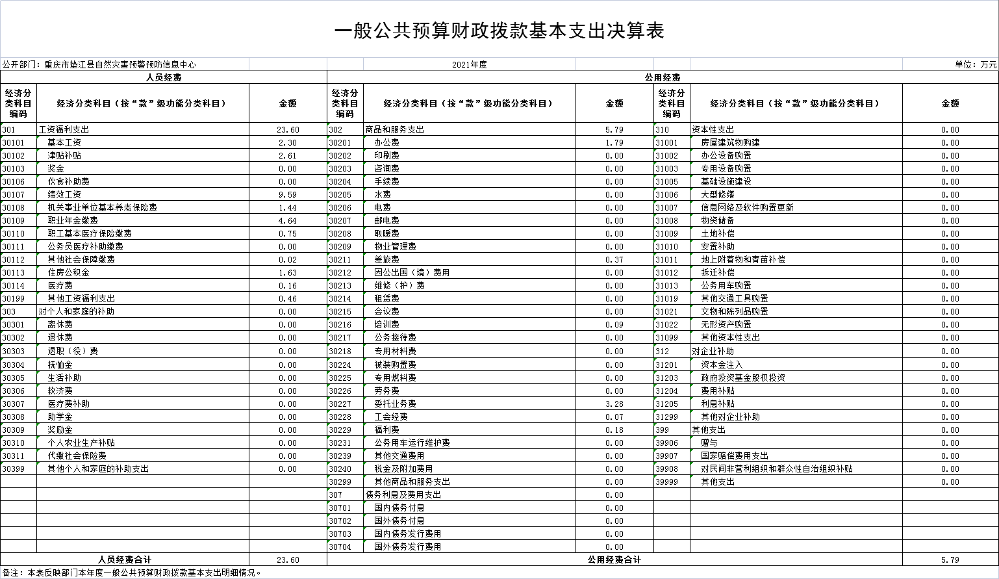 一般公共预算财政拨款基本支出决算表
公开部门：重庆市垫江县自然灾害预警预防信息中心 2021年度 单位：万元
人员经费 公用经费
经济分类科目编码 经济分类科目（按“款”级功能分类科目） 金额 经济分类科目编码 经济分类科目（按“款”级功能分类科目） 金额 经济分类科目编码 经济分类科目（按“款”级功能分类科目） 金额
301 工资福利支出 23.60 302 商品和服务支出 5.79 310 资本性支出 0.00
30101 基本工资 2.30 30201 办公费 1.79 31001 房屋建筑物购建 0.00
30102 津贴补贴 2.61 30202 印刷费 0.00 31002 办公设备购置 0.00
30103 奖金 0.00 30203 咨询费 0.00 31003 专用设备购置 0.00
30106 伙食补助费 0.00 30204 手续费 0.00 31005 基础设施建设 0.00
30107 绩效工资 9.59 30205 水费 0.00 31006 大型修缮 0.00
30108 机关事业单位基本养老保险费 1.44 30206 电费 0.00 31007 信息网络及软件购置更新 0.00
30109 职业年金缴费 4.64 30207 邮电费 0.00 31008 物资储备 0.00
30110 职工基本医疗保险缴费 0.75 30208 取暖费 0.00 31009 土地补偿 0.00
30111 公务员医疗补助缴费 0.00 30209 物业管理费 0.00 31010 安置补助 0.00
30112 其他社会保障缴费 0.02 30211 差旅费 0.37 31011 地上附着物和青苗补偿 0.00
30113 住房公积金 1.63 30212 因公出国（境）费用 0.00 31012 拆迁补偿 0.00
30114 医疗费 0.16 30213 维修（护）费 0.00 31013 公务用车购置 0.00
30199 其他工资福利支出 0.46 30214 租赁费 0.00 31019 其他交通工具购置 0.00
303 对个人和家庭的补助 0.00 30215 会议费 0.00 31021 文物和陈列品购置 0.00
30301 离休费 0.00 30216 培训费 0.09 31022 无形资产购置 0.00
30302 退休费 0.00 30217 公务接待费 0.00 31099 其他资本性支出 0.00
30303 退职（役）费 0.00 30218 专用材料费 0.00 312 对企业补助 0.00
30304 抚恤金 0.00 30224 被装购置费 0.00 31201 资本金注入 0.00
30305 生活补助 0.00 30225 专用燃料费 0.00 31203 政府投资基金股权投资 0.00
30306 救济费 0.00 30226 劳务费 0.00 31204 费用补贴 0.00
30307 医疗费补助 0.00 30227 委托业务费 3.28 31205 利息补贴 0.00
30308 助学金 0.00 30228 工会经费 0.07 31299 其他对企业补助 0.00
30309 奖励金 0.00 30229 福利费 0.18 399 其他支出 0.00
30310 个人农业生产补贴 0.00 30231 公务用车运行维护费 0.00 39906 赠与 0.00
30311 代缴社会保险费 0.00 30239 其他交通费用 0.00 39907 国家赔偿费用支出 0.00
30399 其他个人和家庭的补助支出 0.00 30240 税金及附加费用 0.00 39908 对民间非营利组织和群众性自治组织补贴 0.00
30299 其他商品和服务支出 0.00 39999 其他支出 0.00
307 债务利息及费用支出 0.00
30701 国内债务付息 0.00
30702 国外债务付息 0.00
30703 国内债务发行费用 0.00
30704 国外债务发行费用 0.00
人员经费合计 23.60 公用经费合计 5.79
备注：本表反映部门本年度一般公共预算财政拨款基本支出明细情况。